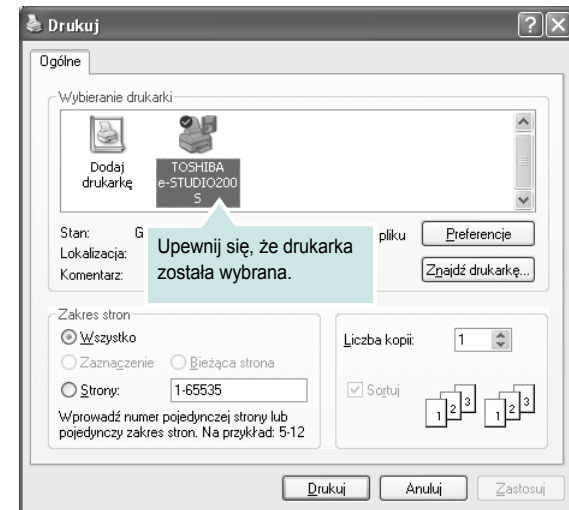 Drukuj
Ogólne
Wybieranie drukarki
Dodaj
drukarkę
TOSHIBA
e-STUDIO200
S
Stan: G
pliku
Preferencje
Lokalizacja:
Komentarz:
Znajdź drukarkę...
Upewnij się, że drukarka
została wybrana.
Zakres stron
Wszystko
Zaznaczenie Bieżąca strona
Strony: 1-65535
Wprowadź numer pojedynczej strony lub
pojedynczy zakres stron. Na przykład: 5-12
Liczba kopii: 1
Sortuj
1 2 3 1 2 3
Drukuj Anuluj Zastosuj